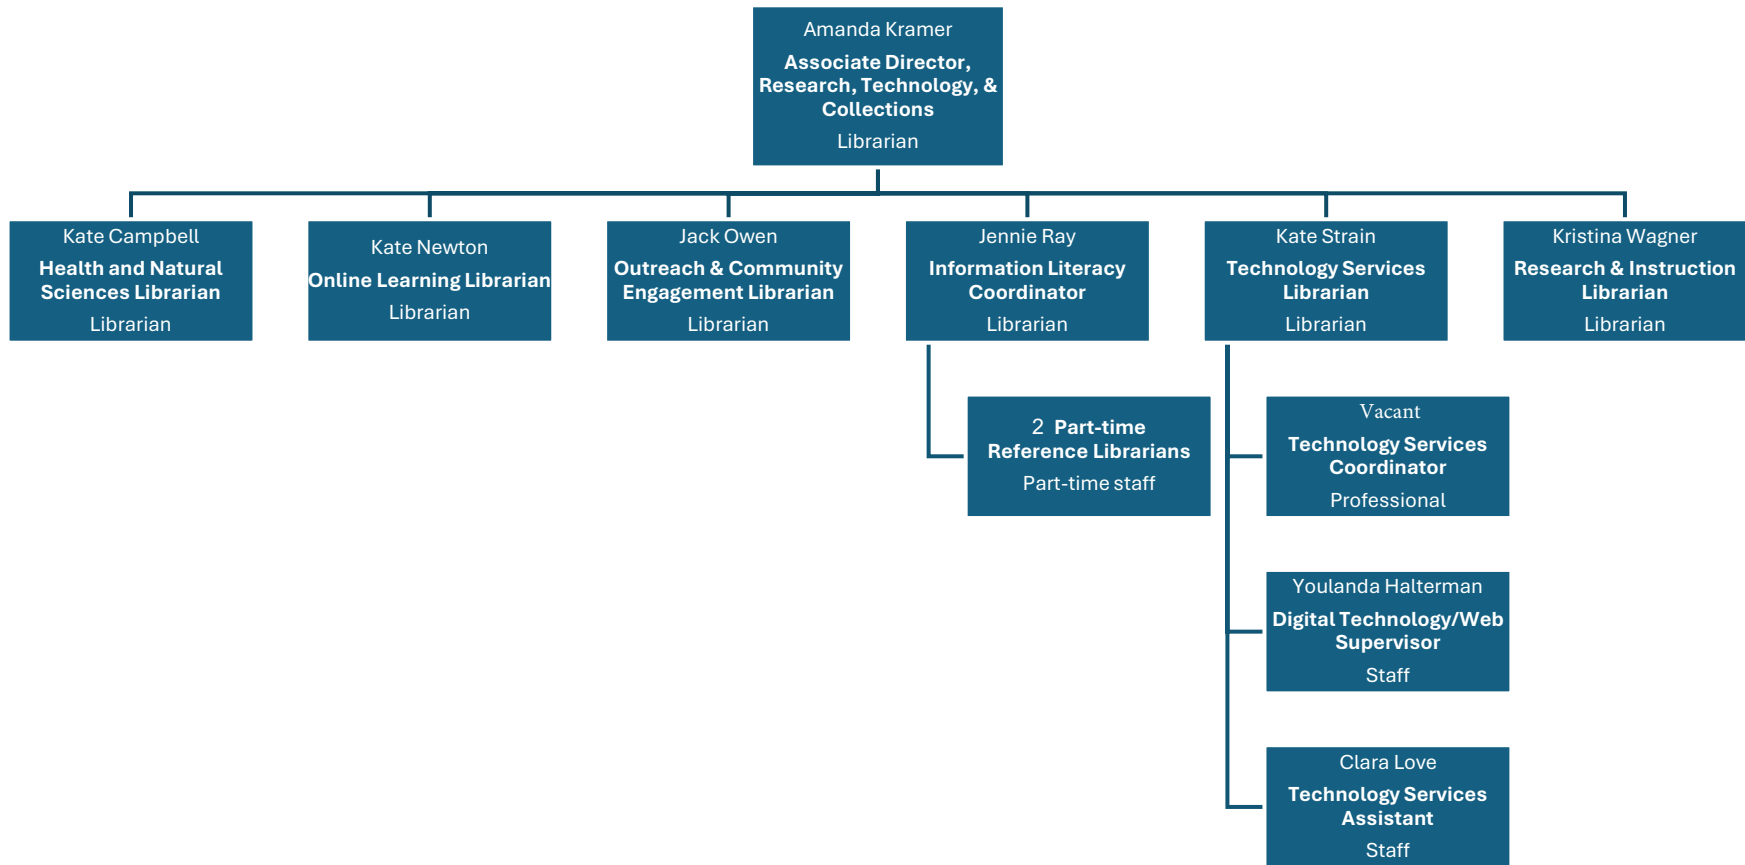 Amanda Kramer
Associate Director,
Research, Technology, &
Collections
Librarian
Kate Campbell
Health and Natural
Sciences Librarian
Librarian
Kate Newton
Online Learning Librarian
Librarian
Jack Owen
Outreach & Community
Engagement Librarian
Librarian
Jennie Ray
Information Literacy
Coordinator
Librarian
Kate Strain
Technology Services
Librarian
Librarian
Kristina Wagner
Research & Instruction
Librarian
Librarian
2 Part-time
Reference Librarians
Part-time staff
Vacant
Technology Services
Coordinator
Professional
Youlanda Halterman
Digital Technology/Web
Supervisor
Staff
Clara Love
Technology Services
Assistant
Staff